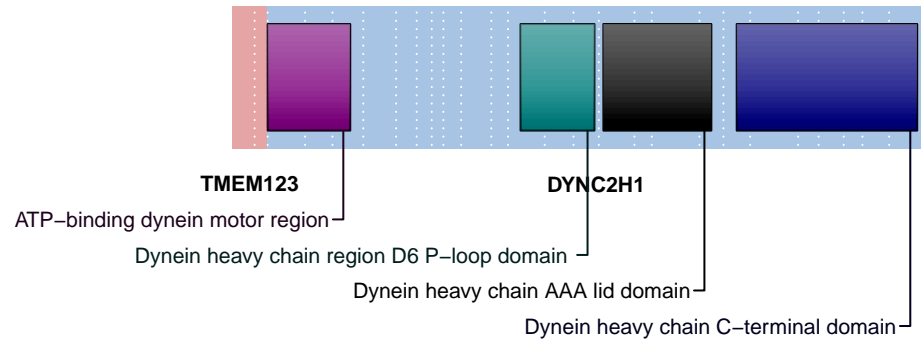 TMEM123 DYNC2H1
ATP−binding dynein motor region
Dynein heavy chain region D6 P−loop domain
Dynein heavy chain AAA lid domain
Dynein heavy chain C−terminal domain